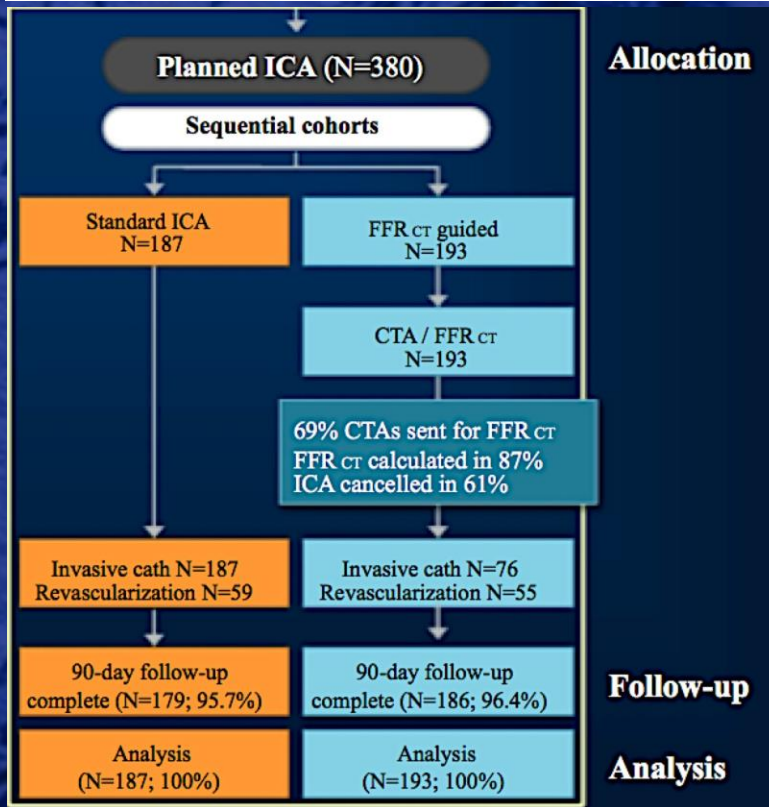 Planned ICA (N=380)
Allocation
Sequential cohorts
Standard ICA
N=187
FFR CT guided
N=193
CTA / FFR CT
N=193
69% CTAs sent for FFR CT
FFR CT calculated in 87%
ICA cancelled in 61%
Invasive cath N=187
Revascularization N=59
Invasive cath N=76
Revascularization N=55
90-day follow-up
complete (N=179; 95.7%)
90-day follow-up
complete (N=186; 96.4%)
Follow-up
Analysis
(N=187; 100%)
Analysis
(N=193; 100%)
Analysis